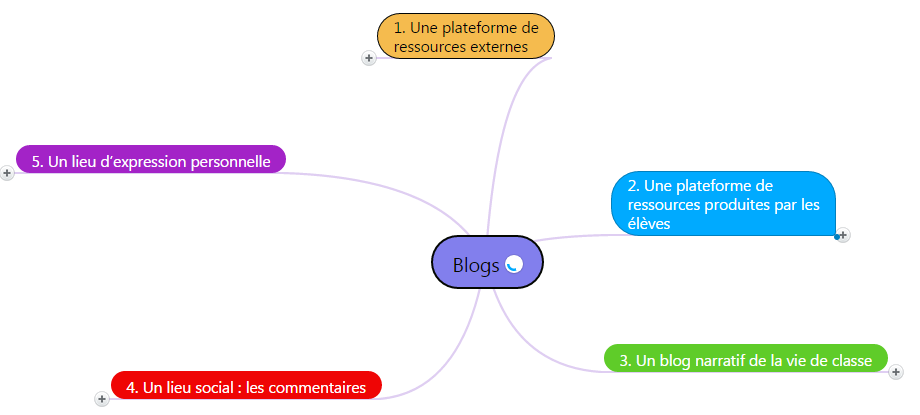 1. Une plateforme de
ressources externes
5. Un lieu d'expression personnelle
2. Une plateforme de
ressources produites par les
élèves
Blogs
3. Un blog narratif de la vie de classe
4. Un lieu social : les commentaires